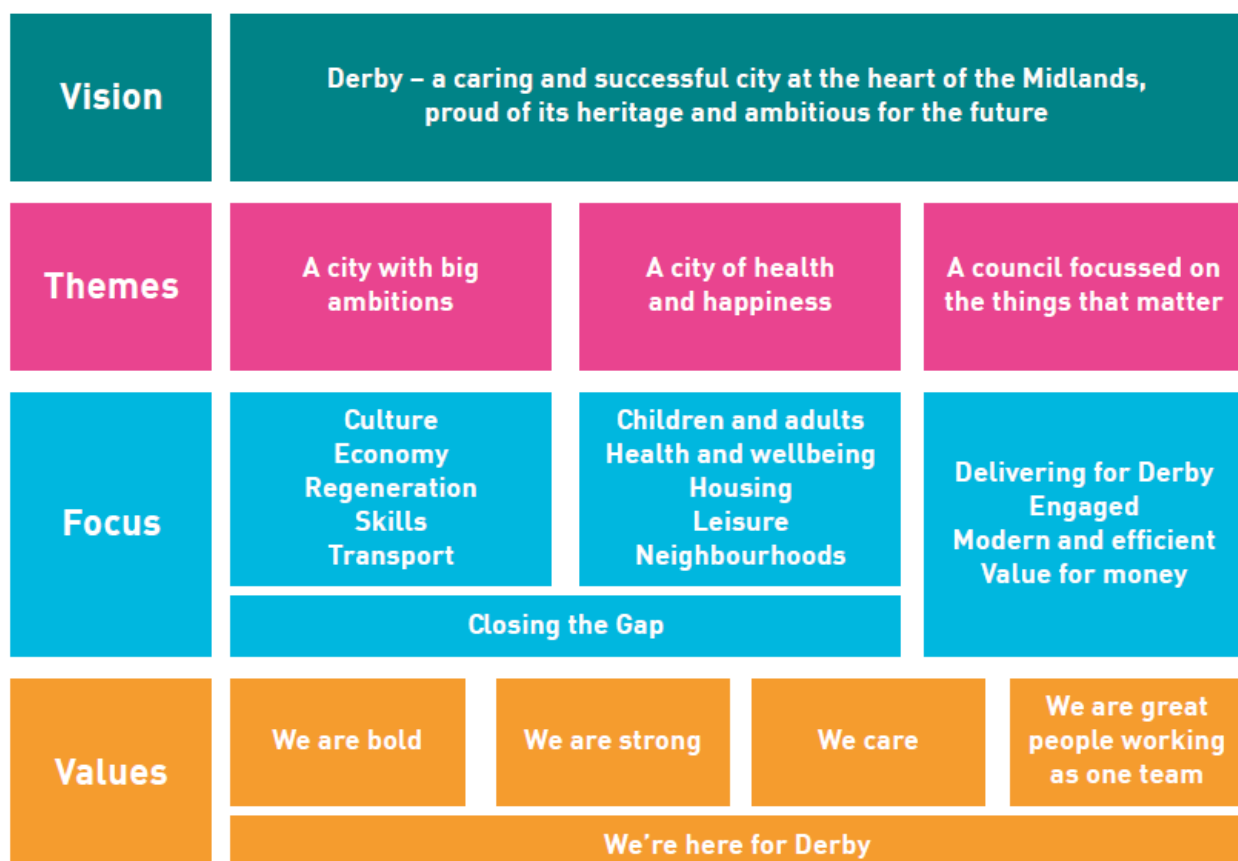 Vision
Derby – a caring and successful city at the heart of the Midlands,
proud of its heritage and ambitious for the future
Themes
A city with big
ambitions
A city of health
and happiness
A council focussed on
the things that matter
Focus
Culture
Economy
Regeneration
Skills
Transport
Children and adults
Health and wellbeing
Housing
Leisure
Neighbourhoods
Closing the Gap
Delivering for Derby
Engaged
Modern and efficient
Value for money
Values
We are bold
We are strong
We care
We are great
people working
as one team
We’re here for Derby